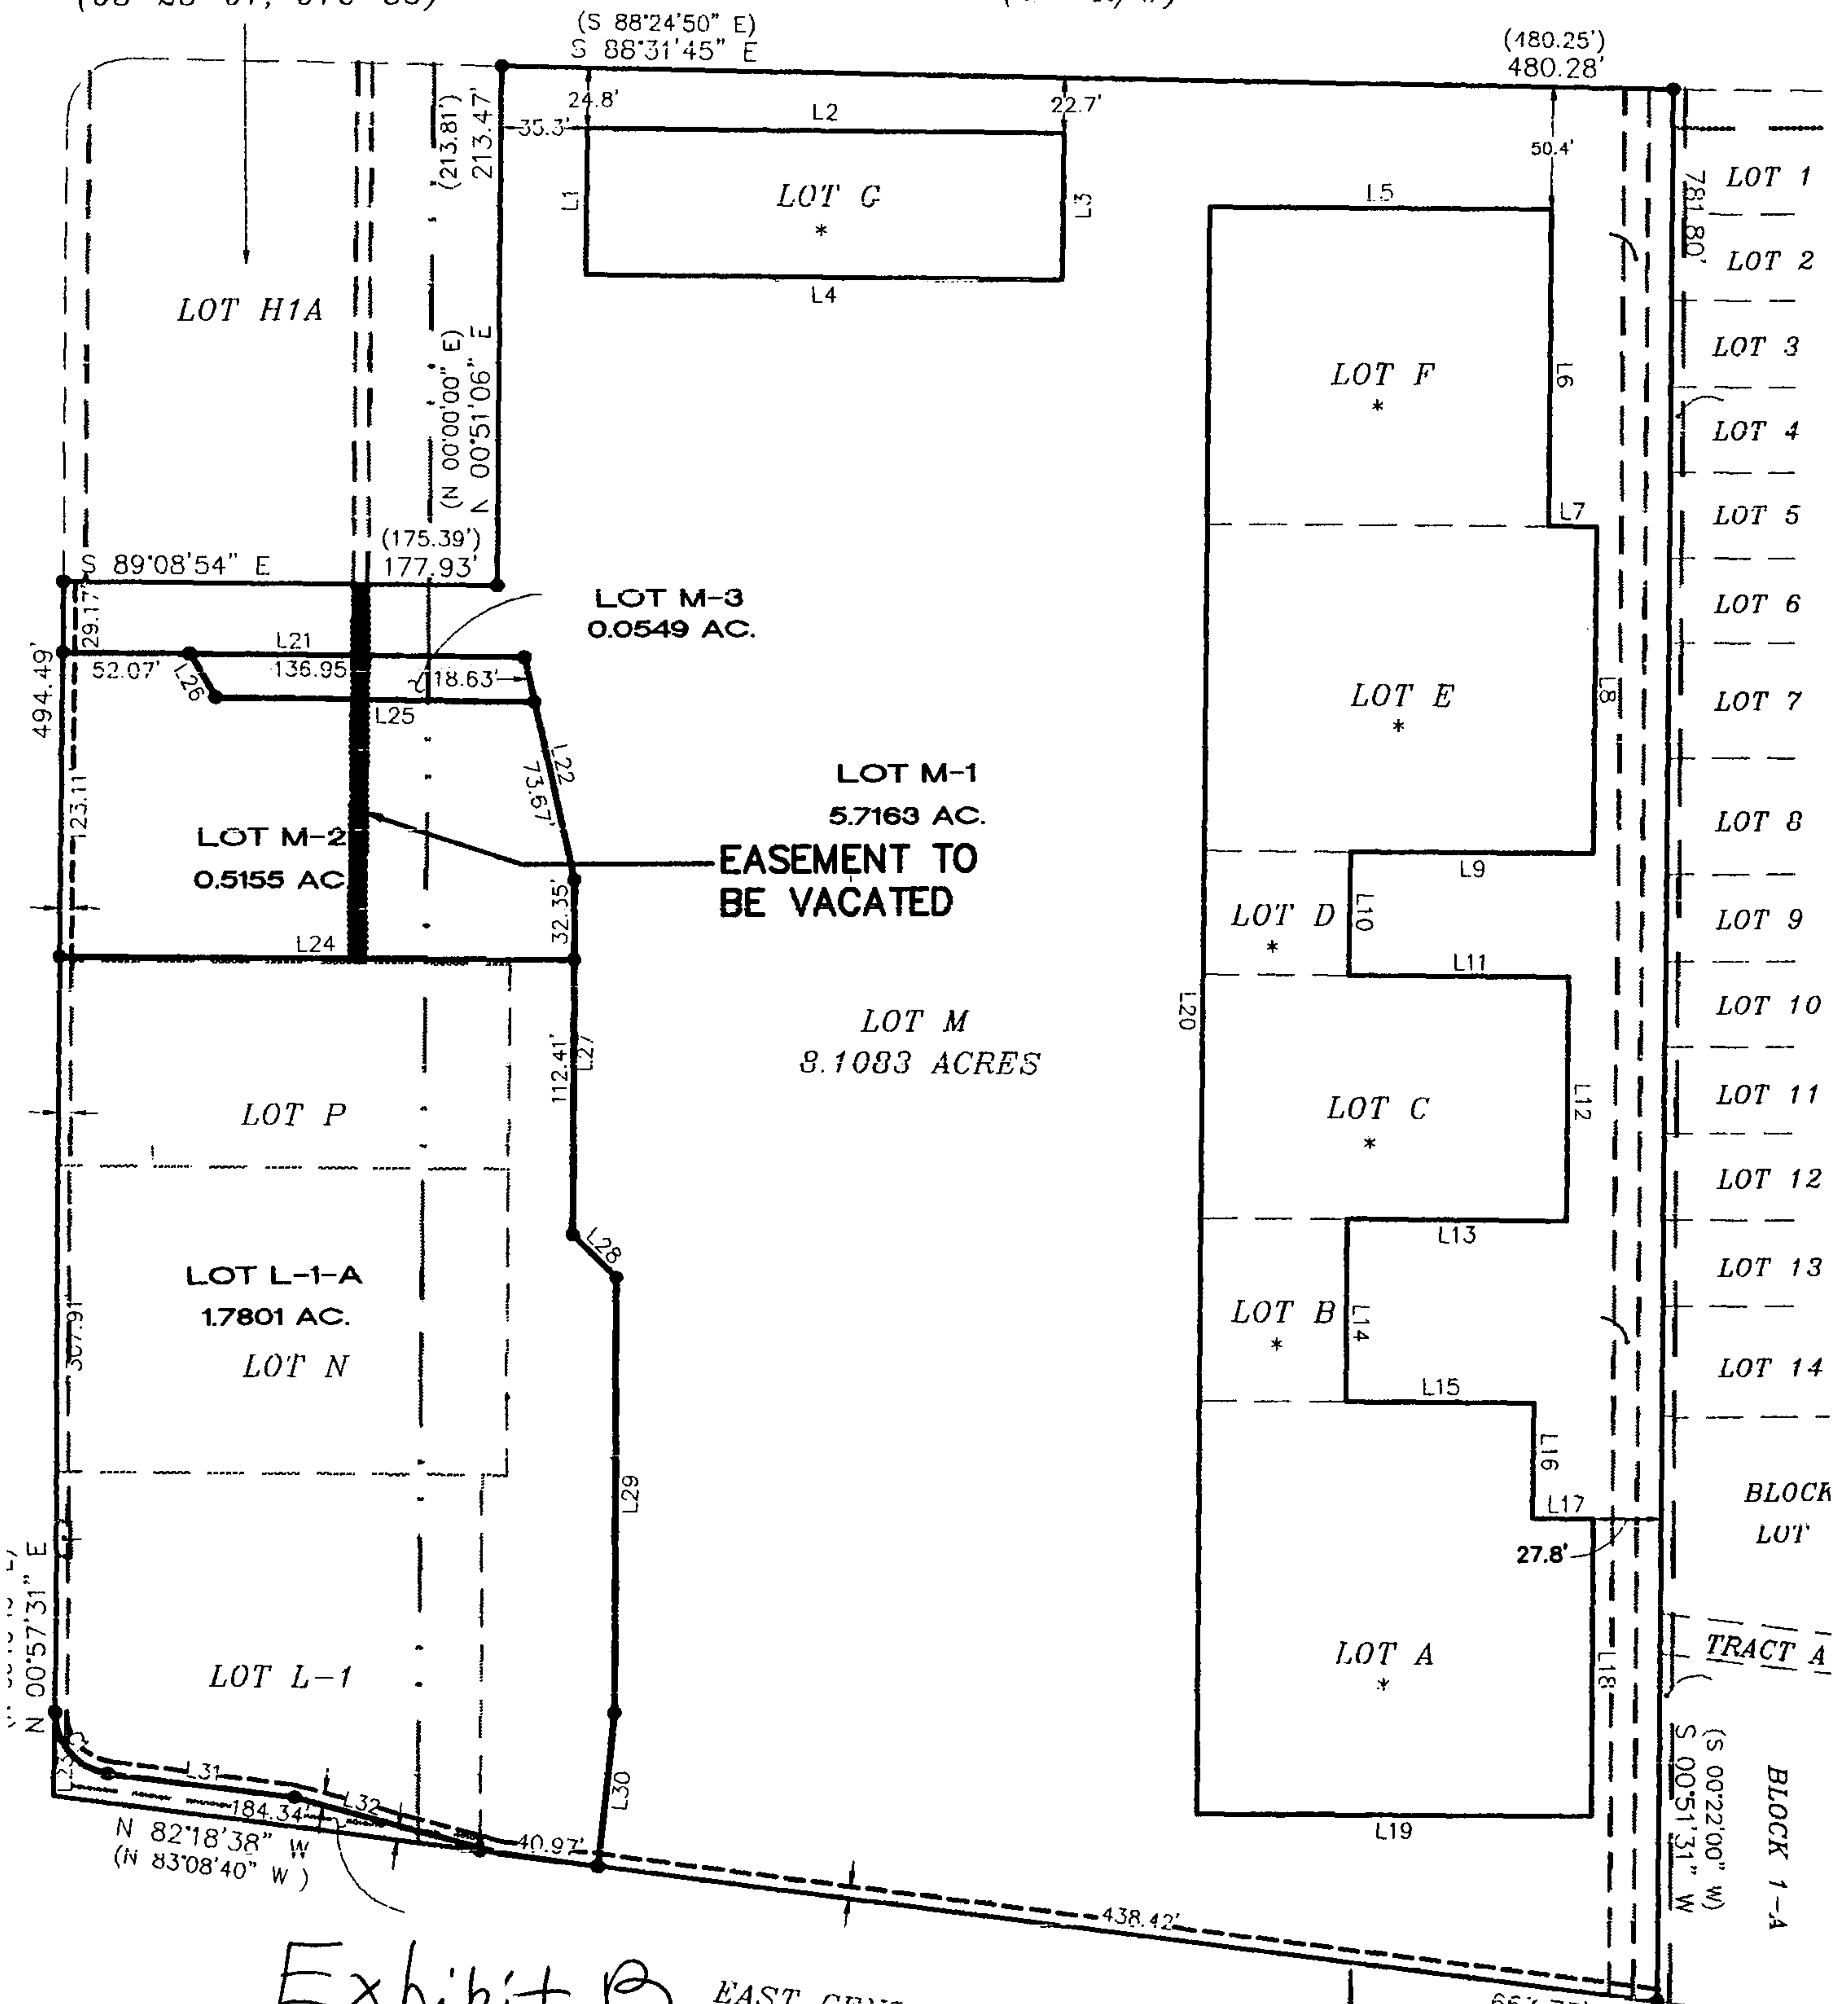 (S 88°24'50" E)
S 88°31'45" E
(480.25')
480.28'
24.8'
35.3'
L2
22.7'
50.4'
(213.81')
213.47'
L1
LOT G
*
L3
L4
L5
781.80'
LOT 1
LOT 2
LOT 3
LOT 4
LOT 5
LOT 6
LOT 7
LOT 8
LOT 9
LOT 10
LOT 11
LOT 12
LOT 13
LOT 14
BLOCK
LOT
TRACT A
BLOCK 1-A
(S 00°22'00" W)
S 00°51'31" W
LOT H1A
(N 00°00'00" E)
N 00°51'06" E
LOT F
*
L6
L7
S 89°08'54" E
(175.39')
177.93'
LOT M-3
0.0549 AC.
29.17'
L21
52.07'
136.95
18.63'
L26
L25
494.49'
LOT E
*
L8
L22
73.67'
LOT M-1
5.7163 AC.
123.11'
LOT M-2
0.5155 AC.
EASEMENT TO
BE VACATED
L9
LOT D
*
L10
32.35'
L24
L11
L20
LOT M
8.1083 ACRES
112.41'
L27
LOT P
LOT C
*
L12
L28
L13
LOT L-1-A
1.7801 AC.
307.91
LOT N
LOT B
*
L14
L15
L29
L16
L17
27.8'
N 00°57'31" E
LOT L-1
LOT A
*
L18
L31
L32
184.34'
L30
N 82°18'38" W
(N 83°08'40" W)
40.97'
L19
438.42'
Exhibit B